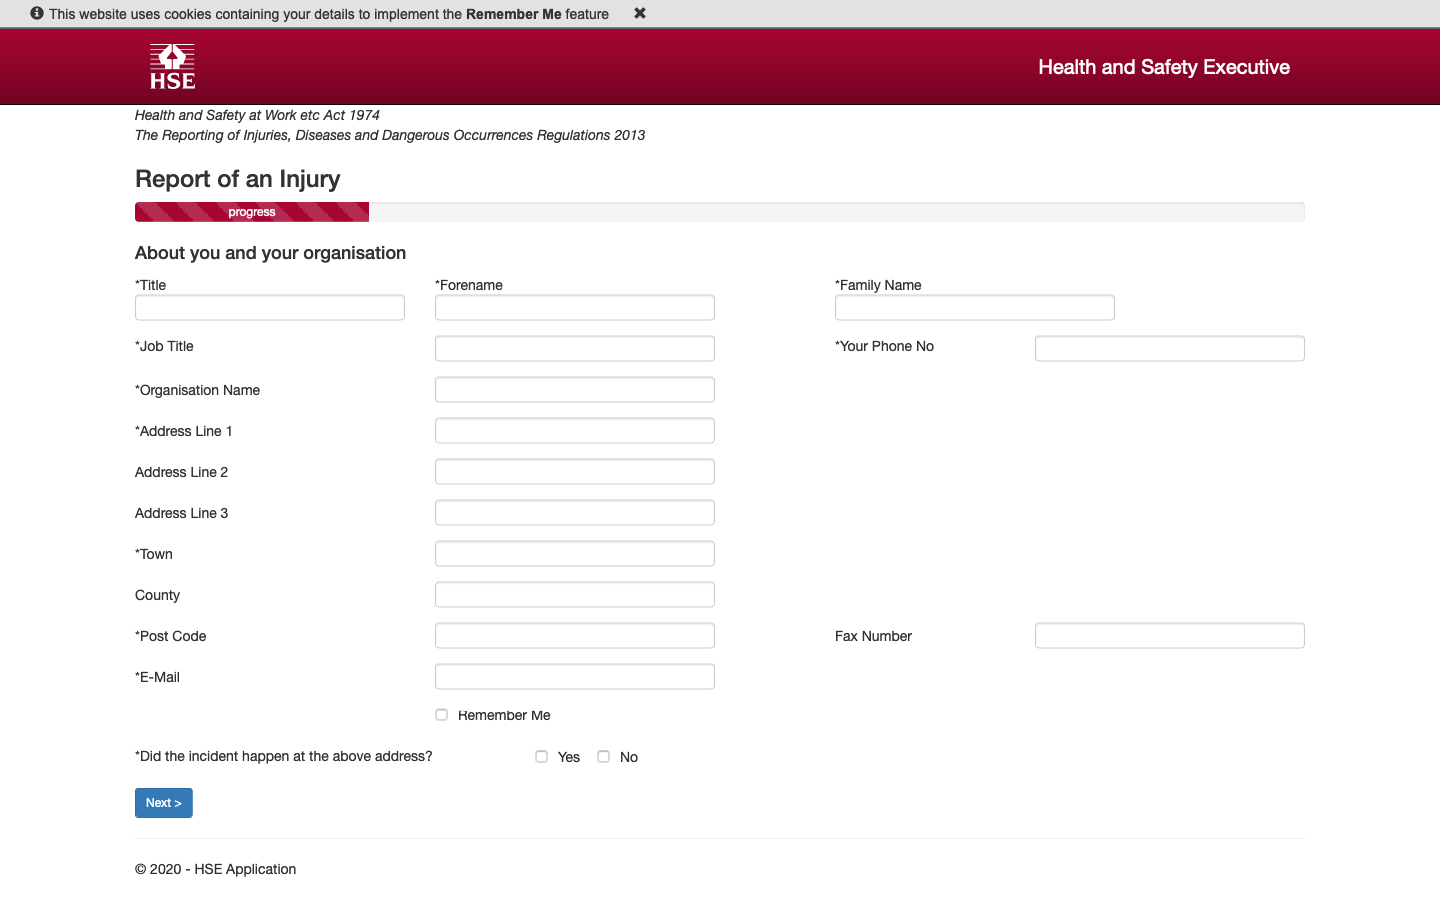 This website uses cookies containing your details to implement the Remember Me feature
HSE
Health and Safety Executive
Health and Safety at Work etc Act 1974
The Reporting of Injuries, Diseases and Dangerous Occurrences Regulations 2013
Report of an Injury
progress
About you and your organisation
*Title *Forename *Family Name
*Job Title *Your Phone No
*Organisation Name
*Address Line 1
Address Line 2
Address Line 3
*Town
County
*Post Code Fax Number
*E-Mail
Remember Me
*Did the incident happen at the above address? Yes No
Next >
© 2020 - HSE Application